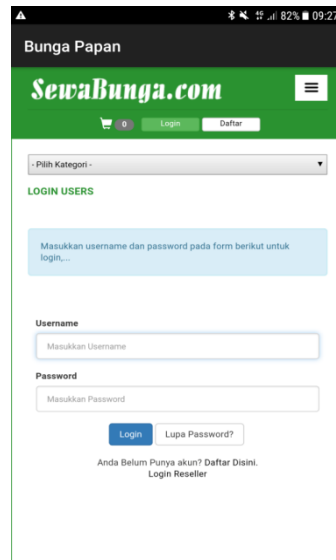 82% 09:27
Bunga Papan
SewaBunga.com
0 Login Daftar
- Pilih Kategori -
LOGIN USERS
Masukkan username dan password pada form berikut untuk
login,...
Username
Masukkan Username
Password
Masukkan Password
Login Lupa Password?
Anda Belum Punya akun? Daftar Disini.
Login Reseller